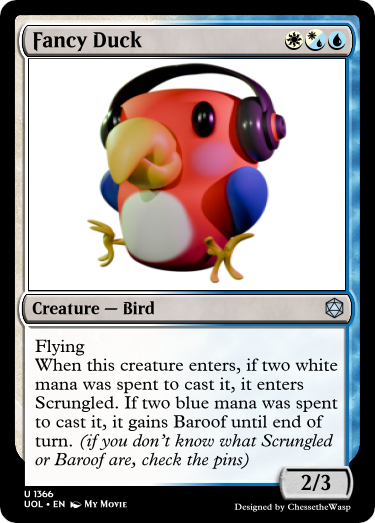 Fancy Duck
Creature — Bird
Flying
When this creature enters, if two white
mana was spent to cast it, it enters
Scrungled. If two blue mana was spent
to cast it, it gains Baroof until end of
turn. (if you don't know what Scrungled
or Baroof are, check the pins)
2/3
U 1366
UOL • EN My Movie
Designed by ChessetheWasp